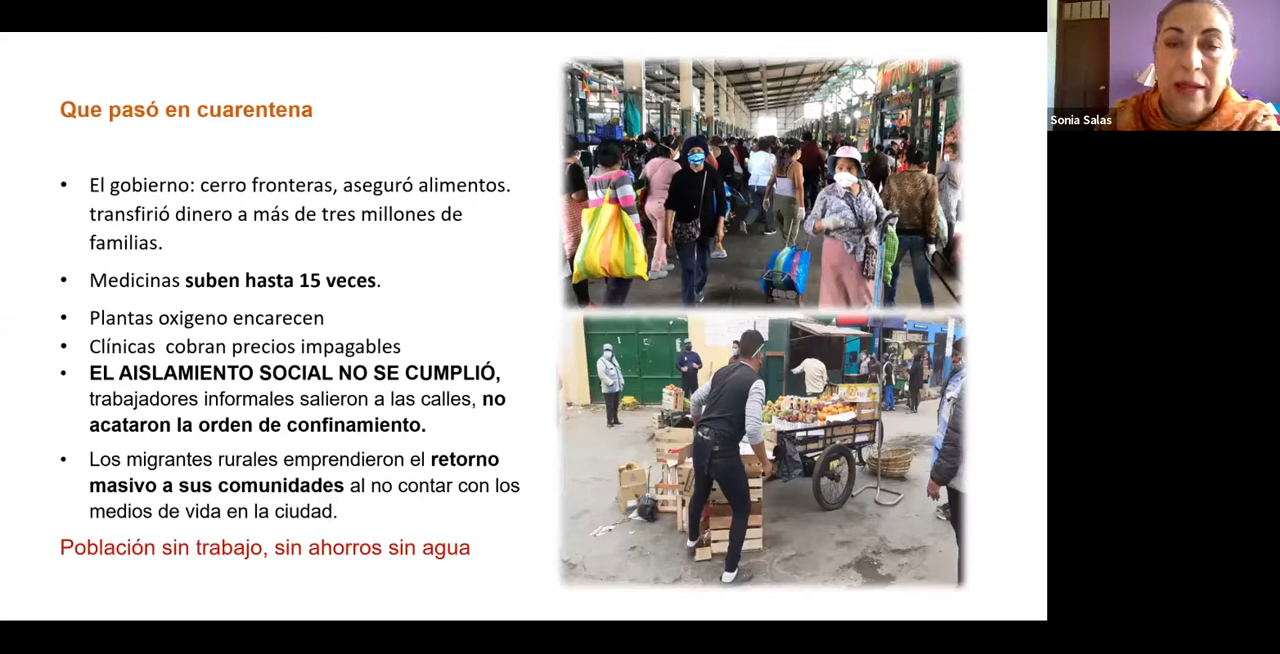 Que pasó en cuarentena
• El gobierno: cerro fronteras, aseguró alimentos.
transfirió dinero a más de tres millones de
familias.
• Medicinas suben hasta 15 veces.
• Plantas oxigeno encarecen
• Clínicas cobran precios impagables
• EL AISLAMIENTO SOCIAL NO SE CUMPLIÓ,
trabajadores informales salieron a las calles, no
acataron la orden de confinamiento.
• Los migrantes rurales emprendieron el retorno
masivo a sus comunidades al no contar con los
medios de vida en la ciudad.
Población sin trabajo, sin ahorros sin agua
Sonia Salas